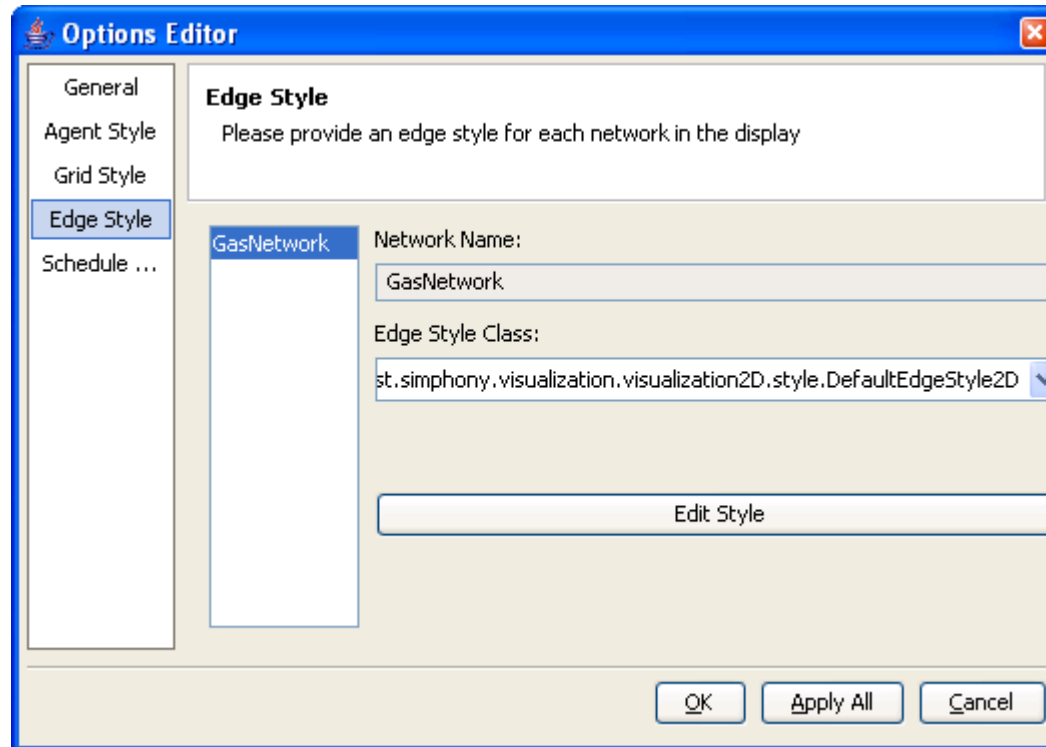 Options Editor
General
Agent Style
Grid Style
Edge Style
Schedule ...
Edge Style
Please provide an edge style for each network in the display
GasNetwork
Network Name:
GasNetwork
Edge Style Class:
st.simphony.visualization.visualization2D.style.DefaultEdgeStyle2D
Edit Style
OK
Apply All
Cancel